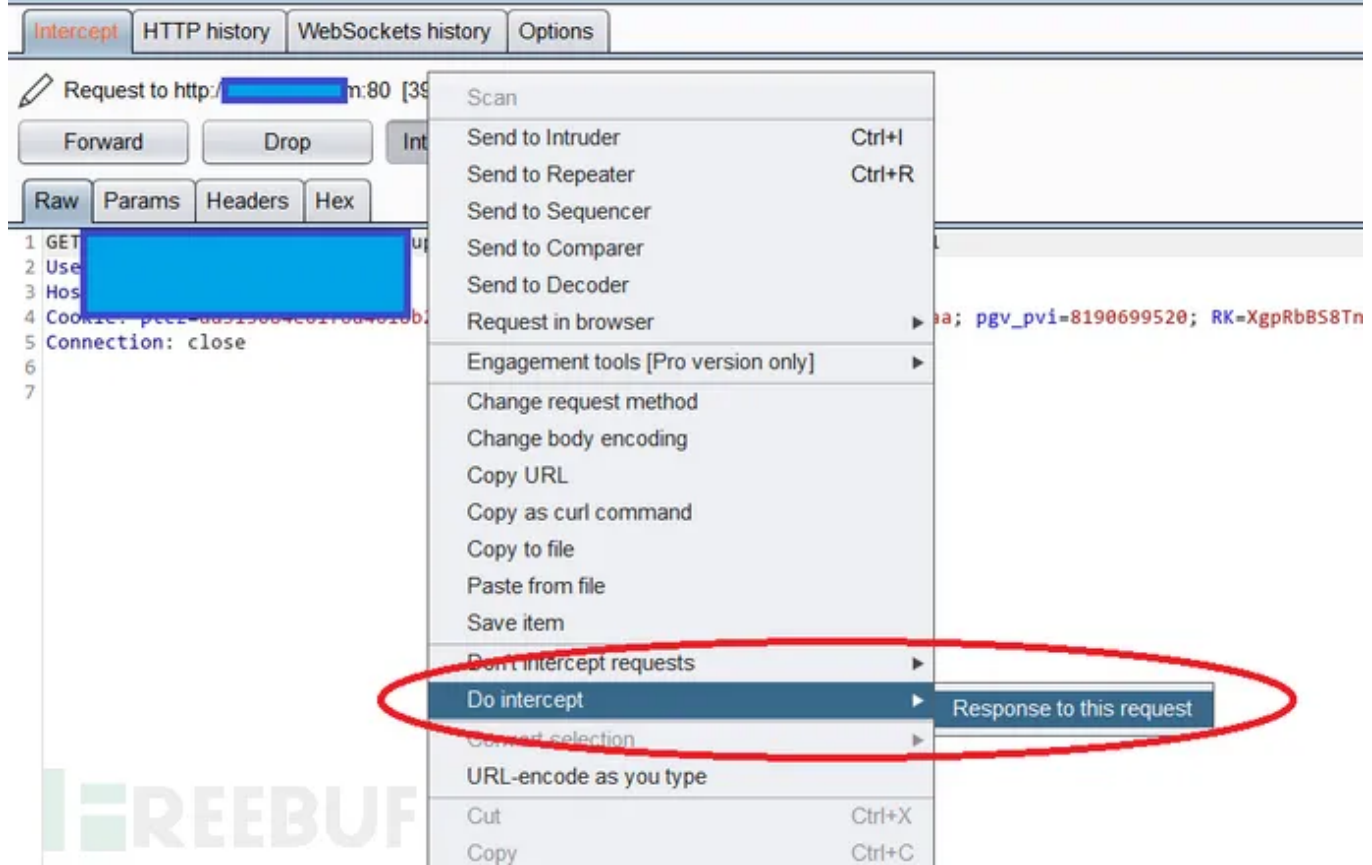 Intercept HTTP history WebSockets history Options
Request to http:/ m:80 [39
Forward Drop Int
Raw Params Headers Hex
1 GET up 1
2 Use
3 Hos
4 aa; pgv_pvi=8190699520; RK=XgpRbBS8Tn
5 Connection: close
6
7
Scan
Send to Intruder Ctrl+I
Send to Repeater Ctrl+R
Send to Sequencer
Send to Comparer
Send to Decoder
Request in browser
Engagement tools [Pro version only]
Change request method
Change body encoding
Copy URL
Copy as curl command
Copy to file
Paste from file
Save item
Don't intercept requests
Do intercept
Response to this request
Convert selection
URL-encode as you type
Cut Ctrl+X
Copy Ctrl+C
FREEBUF